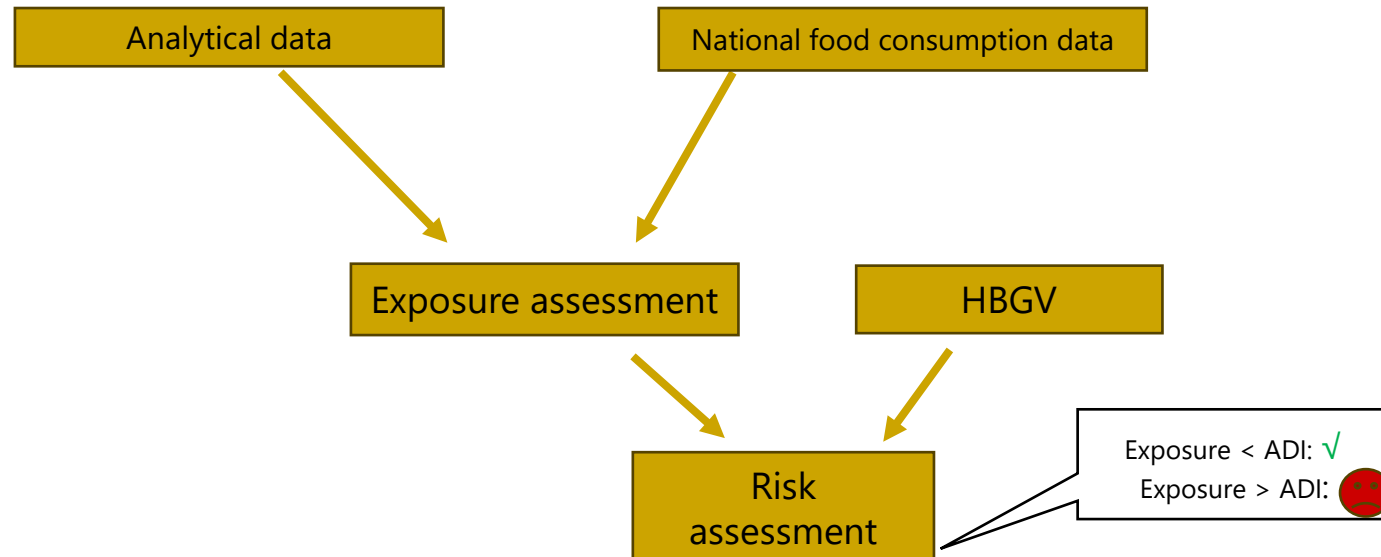 Analytical data
National food consumption data
Exposure assessment
HBGV
Risk
assessment
Exposure < ADI: √
Exposure > ADI: